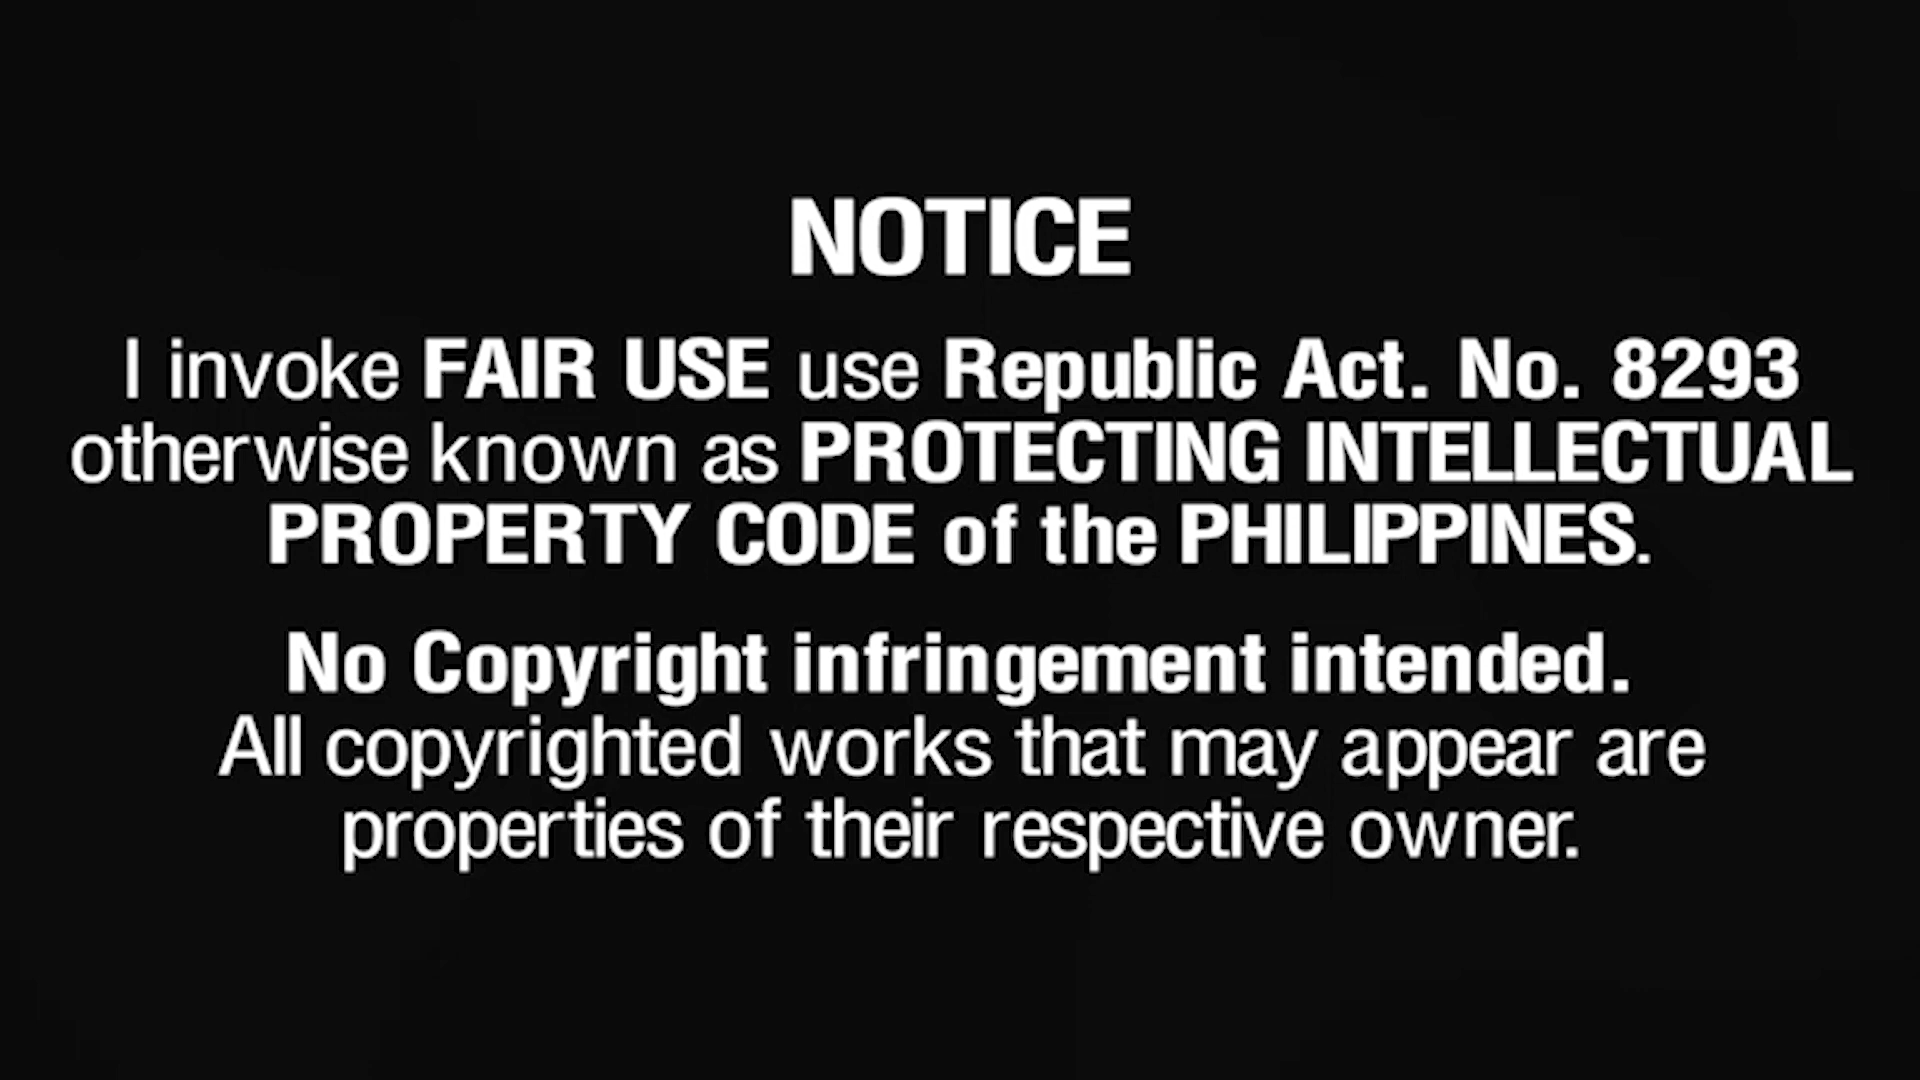 NOTICE
I invoke FAIR USE use Republic Act. No. 8293
otherwise known as PROTECTING INTELLECTUAL
PROPERTY CODE of the PHILIPPINES.
No Copyright infringement intended.
All copyrighted works that may appear are
properties of their respective owner.